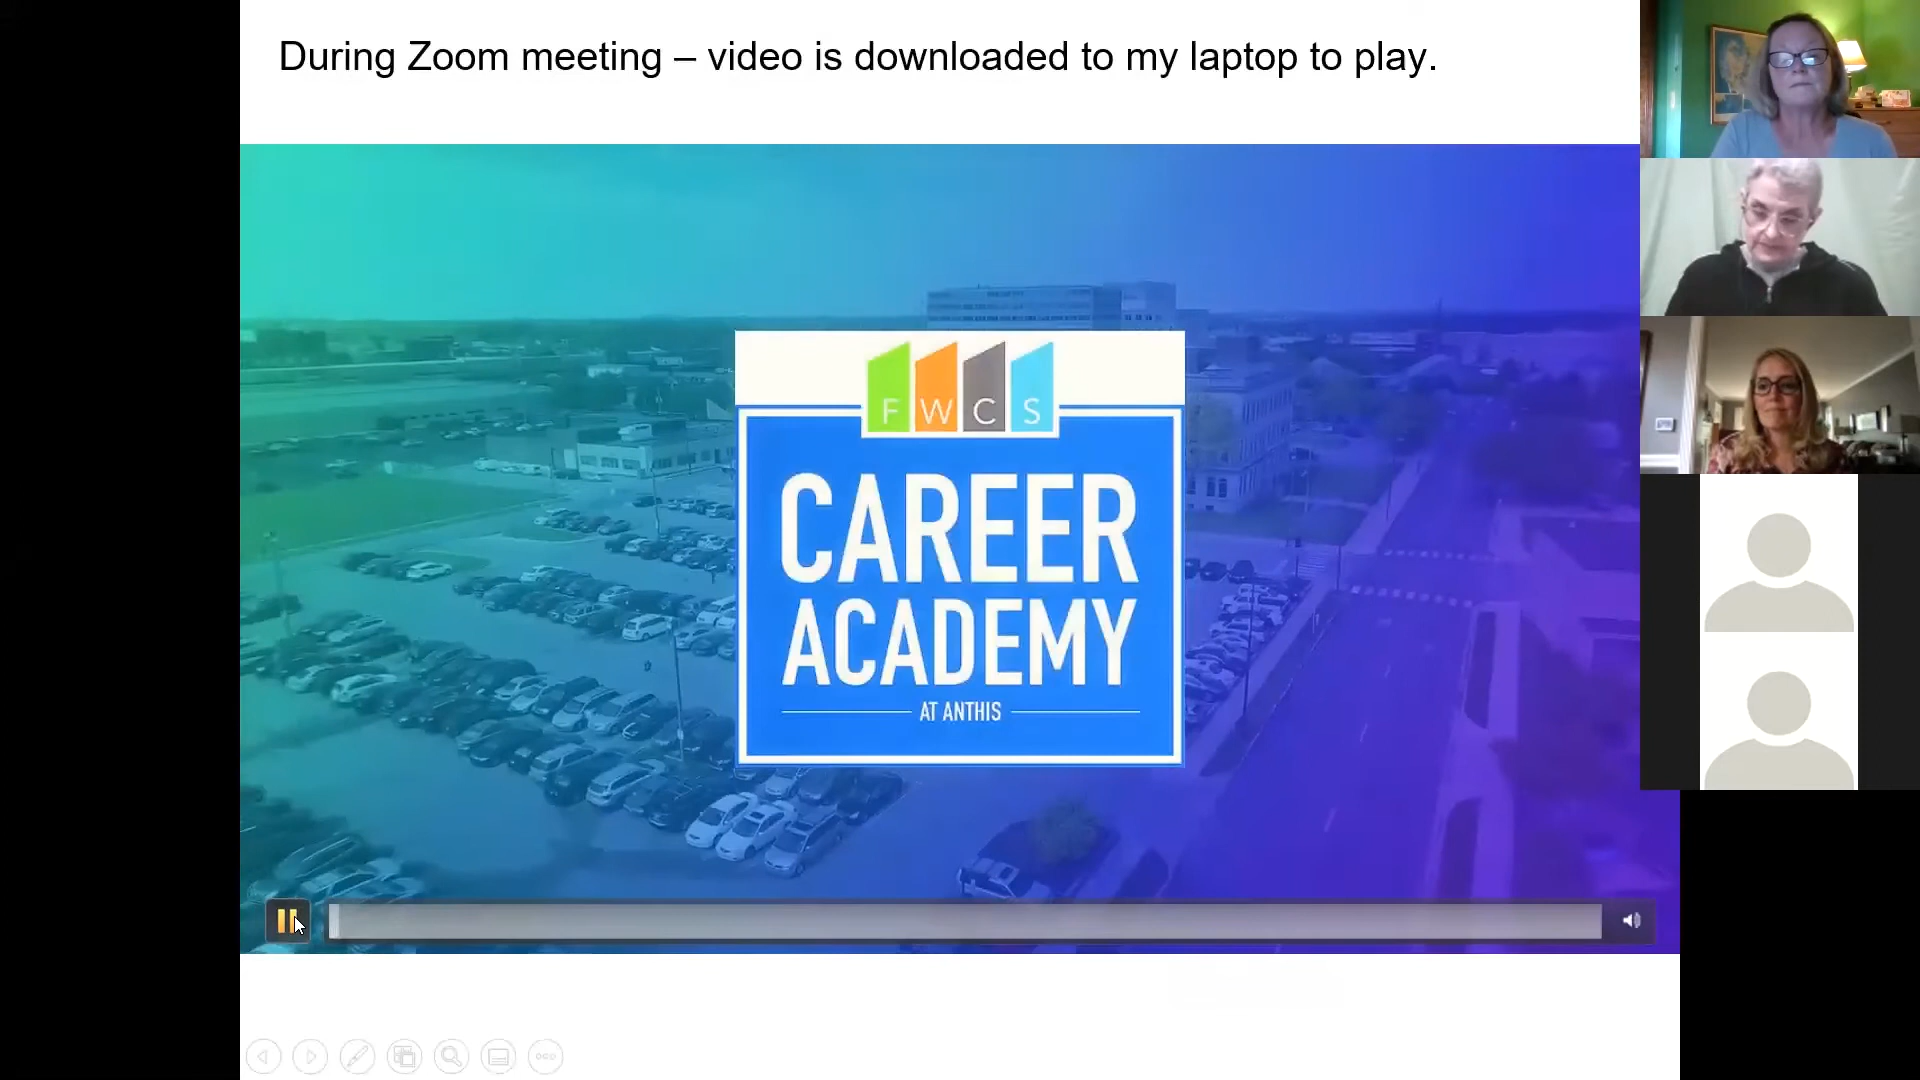 During Zoom meeting – video is downloaded to my laptop to play.
F W C S
CAREER
ACADEMY
AT ANTHIS